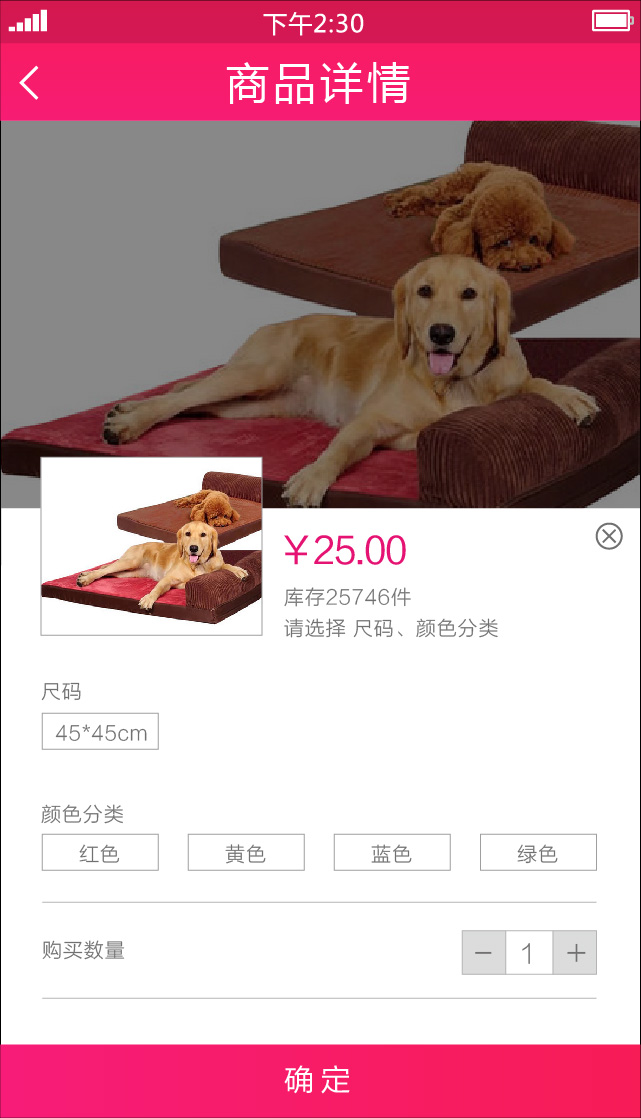 下午2:30
商品详情
￥25.00
库存25746件
请选择 尺码、颜色分类
尺码
45*45cm
颜色分类
红色 黄色 蓝色 绿色
购买数量 － 1 ＋
确定